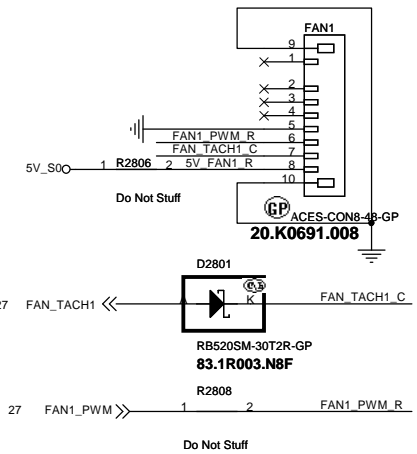 FAN1
9
1
2
3
4
5
FAN1_PWM_R 6
FAN_TACH1_C 7
5V_S0 1 R2806 2 5V_FAN1_R 8
10
Do Not Stuff
GP ACES-CON8-48-GP
20.K0691.008
D2801
27 FAN_TACH1 A K FAN_TACH1_C
RB520SM-30T2R-GP
83.1R003.N8F
R2808
27 FAN1_PWM 1 2 FAN1_PWM_R
Do Not Stuff